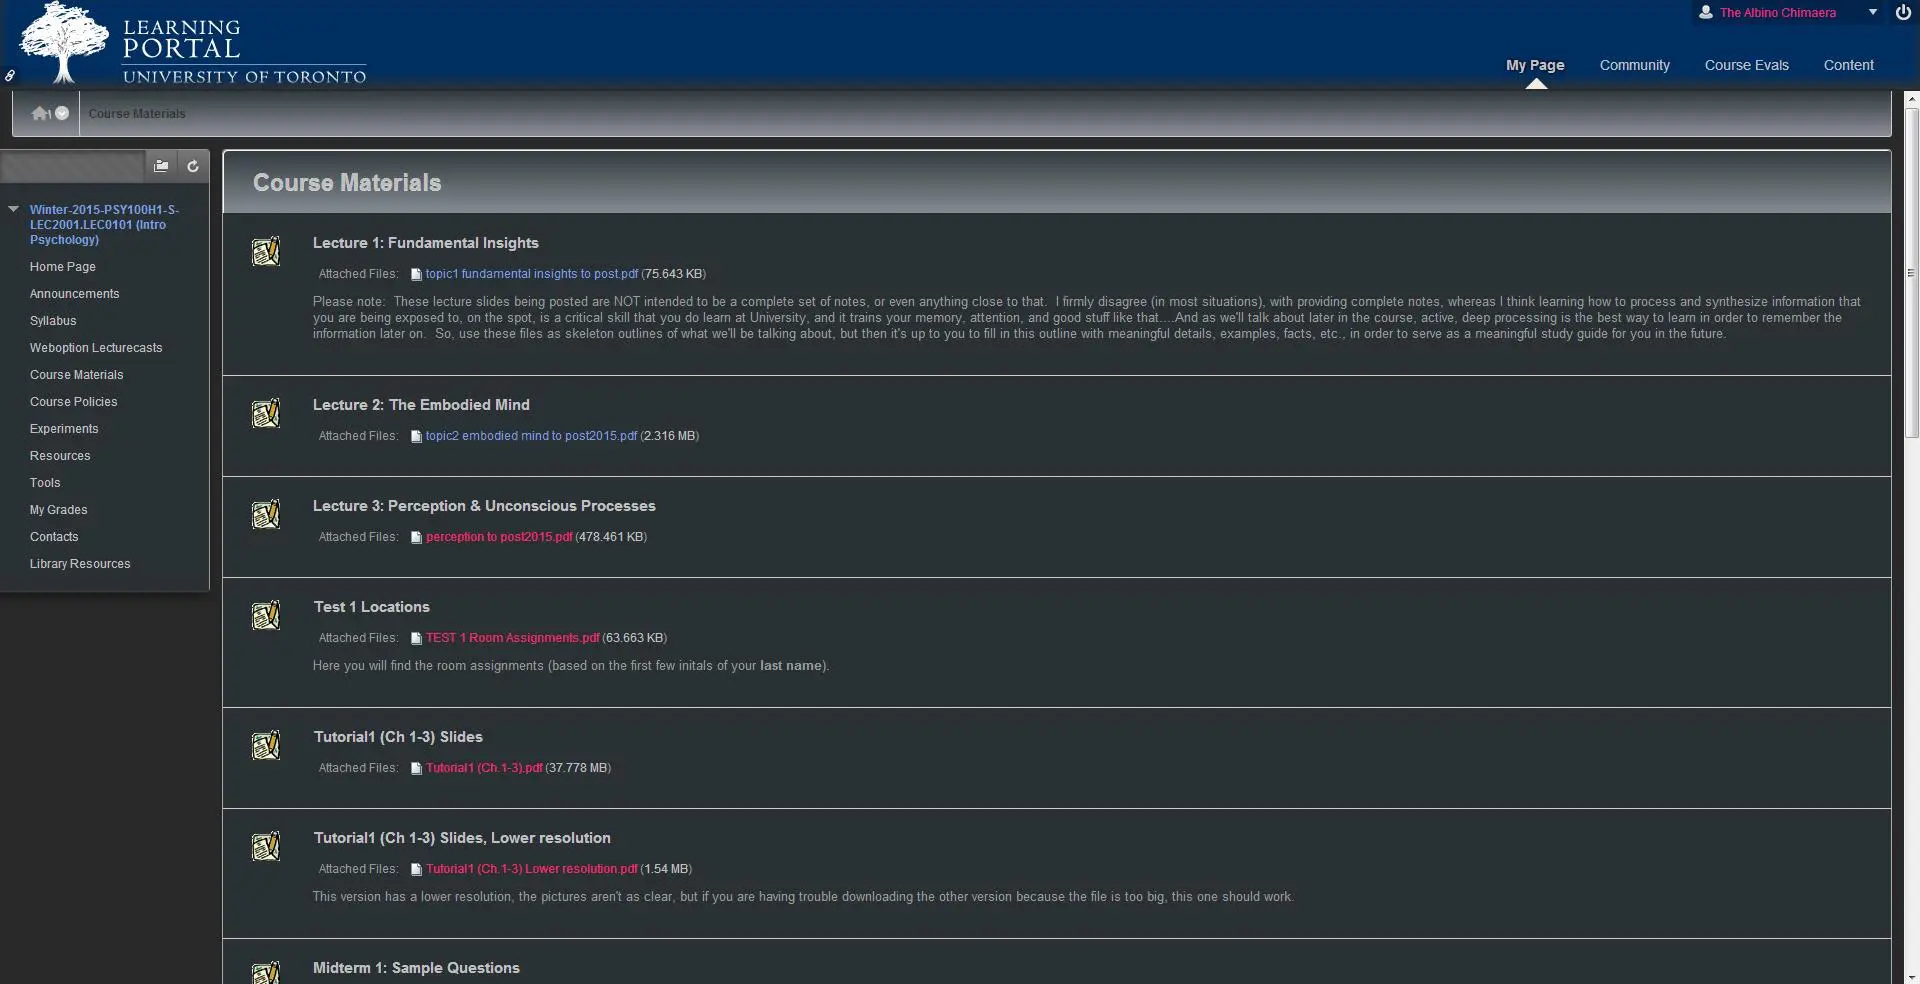 LEARNING
PORTAL
UNIVERSITY OF TORONTO
The Albino Chimaera
My Page
Community
Course Evals
Content
Course Materials
Winter-2015-PSY100H1-S-
LEC2001.LEC0101 (Intro
Psychology)
Home Page
Announcements
Syllabus
Weboption Lecturecasts
Course Materials
Course Policies
Experiments
Resources
Tools
My Grades
Contacts
Library Resources
Course Materials
Lecture 1: Fundamental Insights
Attached Files: topic1 fundamental insights to post.pdf (75.643 KB)
Please note: These lecture slides being posted are NOT intended to be a complete set of notes, or even anything close to that. I firmly disagree (in most situations), with providing complete notes, whereas I think learning how to process and synthesize information that
you are being exposed to, on the spot, is a critical skill that you do learn at University, and it trains your memory, attention, and good stuff like that....And as we'll talk about later in the course, active, deep processing is the best way to learn in order to remember the
information later on. So, use these files as skeleton outlines of what we'll be talking about, but then it's up to you to fill in this outline with meaningful details, examples, facts, etc., in order to serve as a meaningful study guide for you in the future.
Lecture 2: The Embodied Mind
Attached Files: topic2 embodied mind to post2015.pdf (2.316 MB)
Lecture 3: Perception & Unconscious Processes
Attached Files: perception to post2015.pdf (478.461 KB)
Test 1 Locations
Attached Files: TEST 1 Room Assignments.pdf (63.663 KB)
Here you will find the room assignments (based on the first few initals of your last name).
Tutorial1 (Ch 1-3) Slides
Attached Files: Tutorial1 (Ch.1-3).pdf (37.778 MB)
Tutorial1 (Ch 1-3) Slides, Lower resolution
Attached Files: Tutorial1 (Ch.1-3) Lower resolution.pdf (1.54 MB)
This version has a lower resolution, the pictures aren't as clear, but if you are having trouble downloading the other version because the file is too big, this one should work.
Midterm 1: Sample Questions